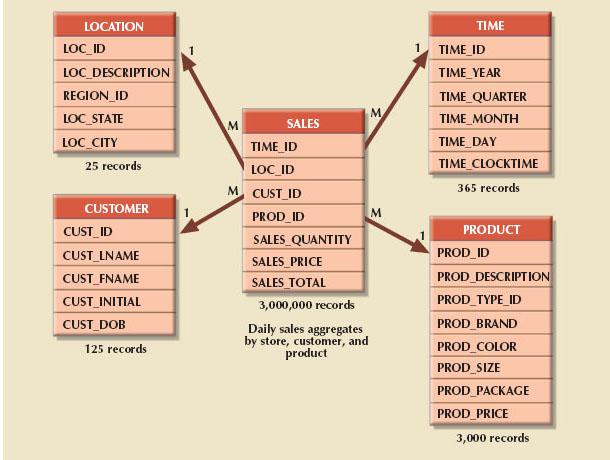 LOCATION
LOC_ID
LOC_DESCRIPTION
REGION_ID
LOC_STATE
LOC_CITY
25 records
1
M
TIME
TIME_ID
TIME_YEAR
TIME_QUARTER
TIME_MONTH
TIME_DAY
TIME_CLOCKTIME
365 records
1
M
SALES
TIME_ID
LOC_ID
CUST_ID
PROD_ID
SALES_QUANTITY
SALES_PRICE
SALES_TOTAL
3,000,000 records
Daily sales aggregates
by store, customer, and
product
CUSTOMER
CUST_ID
CUST_LNAME
CUST_FNAME
CUST_INITIAL
CUST_DOB
125 records
1
M
PRODUCT
PROD_ID
PROD_DESCRIPTION
PROD_TYPE_ID
PROD_BRAND
PROD_COLOR
PROD_SIZE
PROD_PACKAGE
PROD_PRICE
3,000 records
M
1